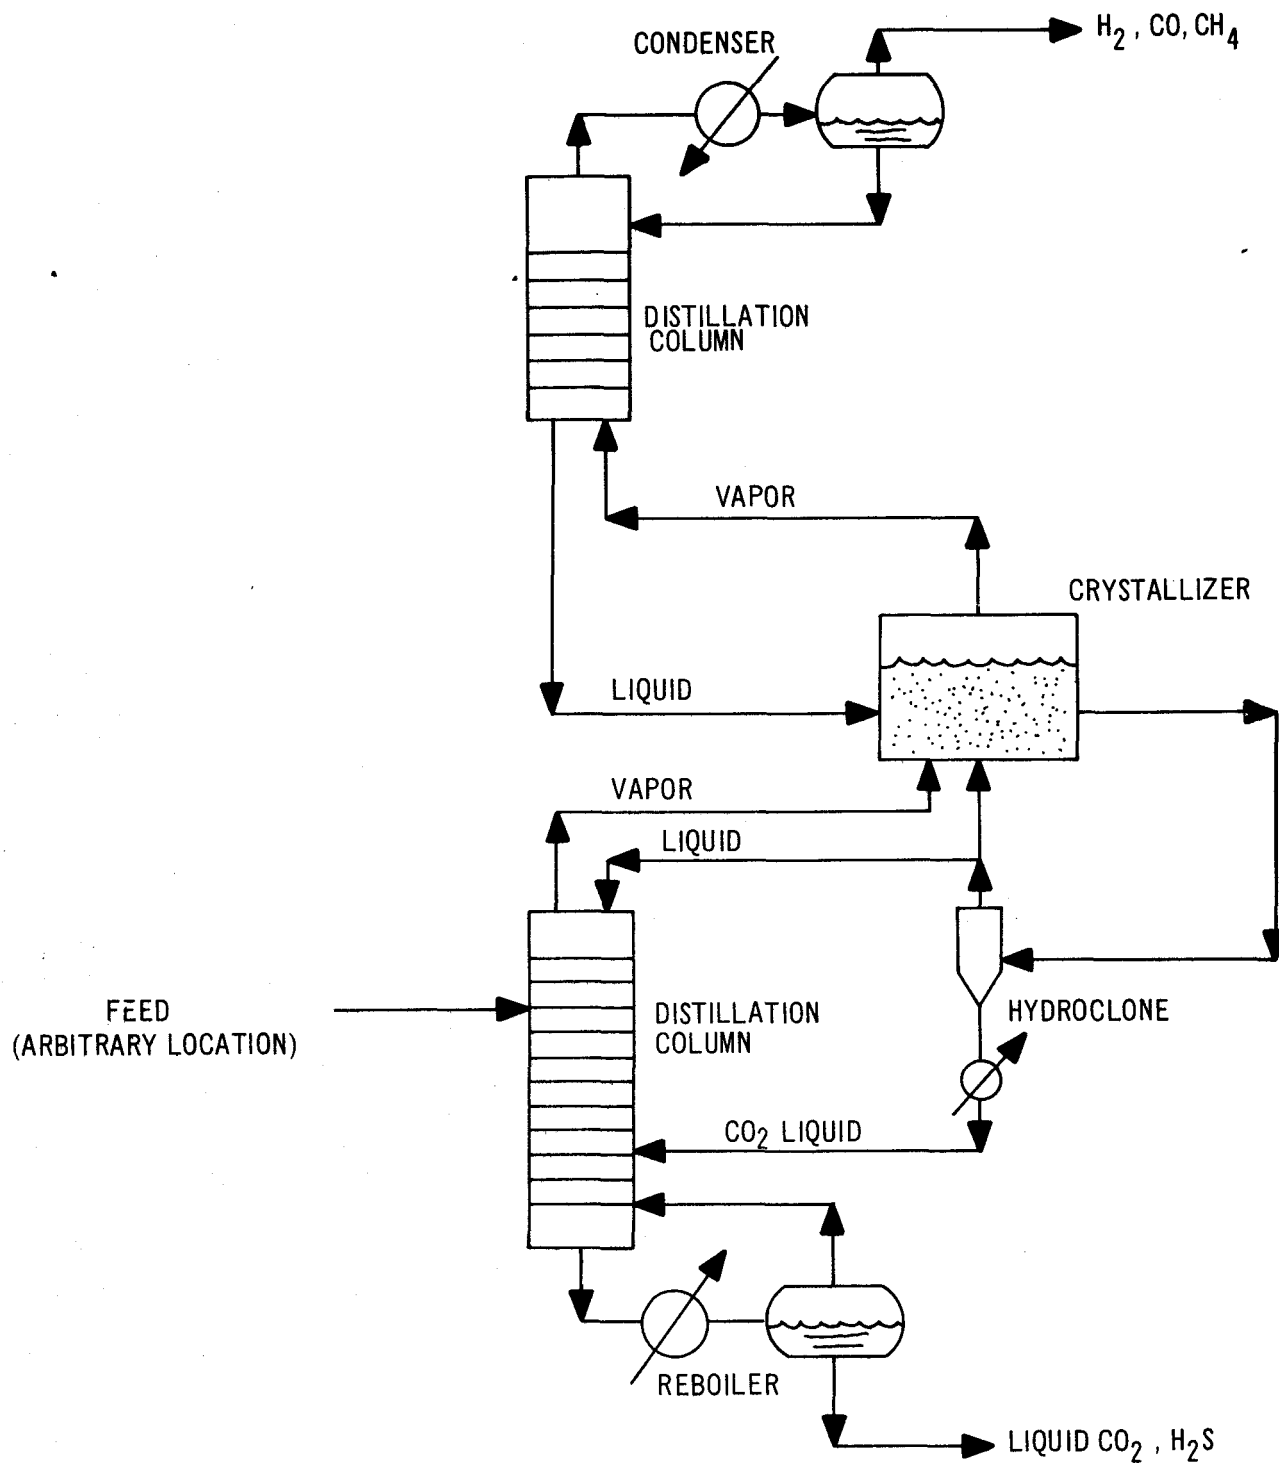 CONDENSER
H2, CO, CH4
DISTILLATION
COLUMN
VAPOR
CRYSTALLIZER
LIQUID
VAPOR
LIQUID
FEED
(ARBITRARY LOCATION)
DISTILLATION
COLUMN
HYDROCLONE
CO2 LIQUID
REBOILER
LIQUID CO2, H2S